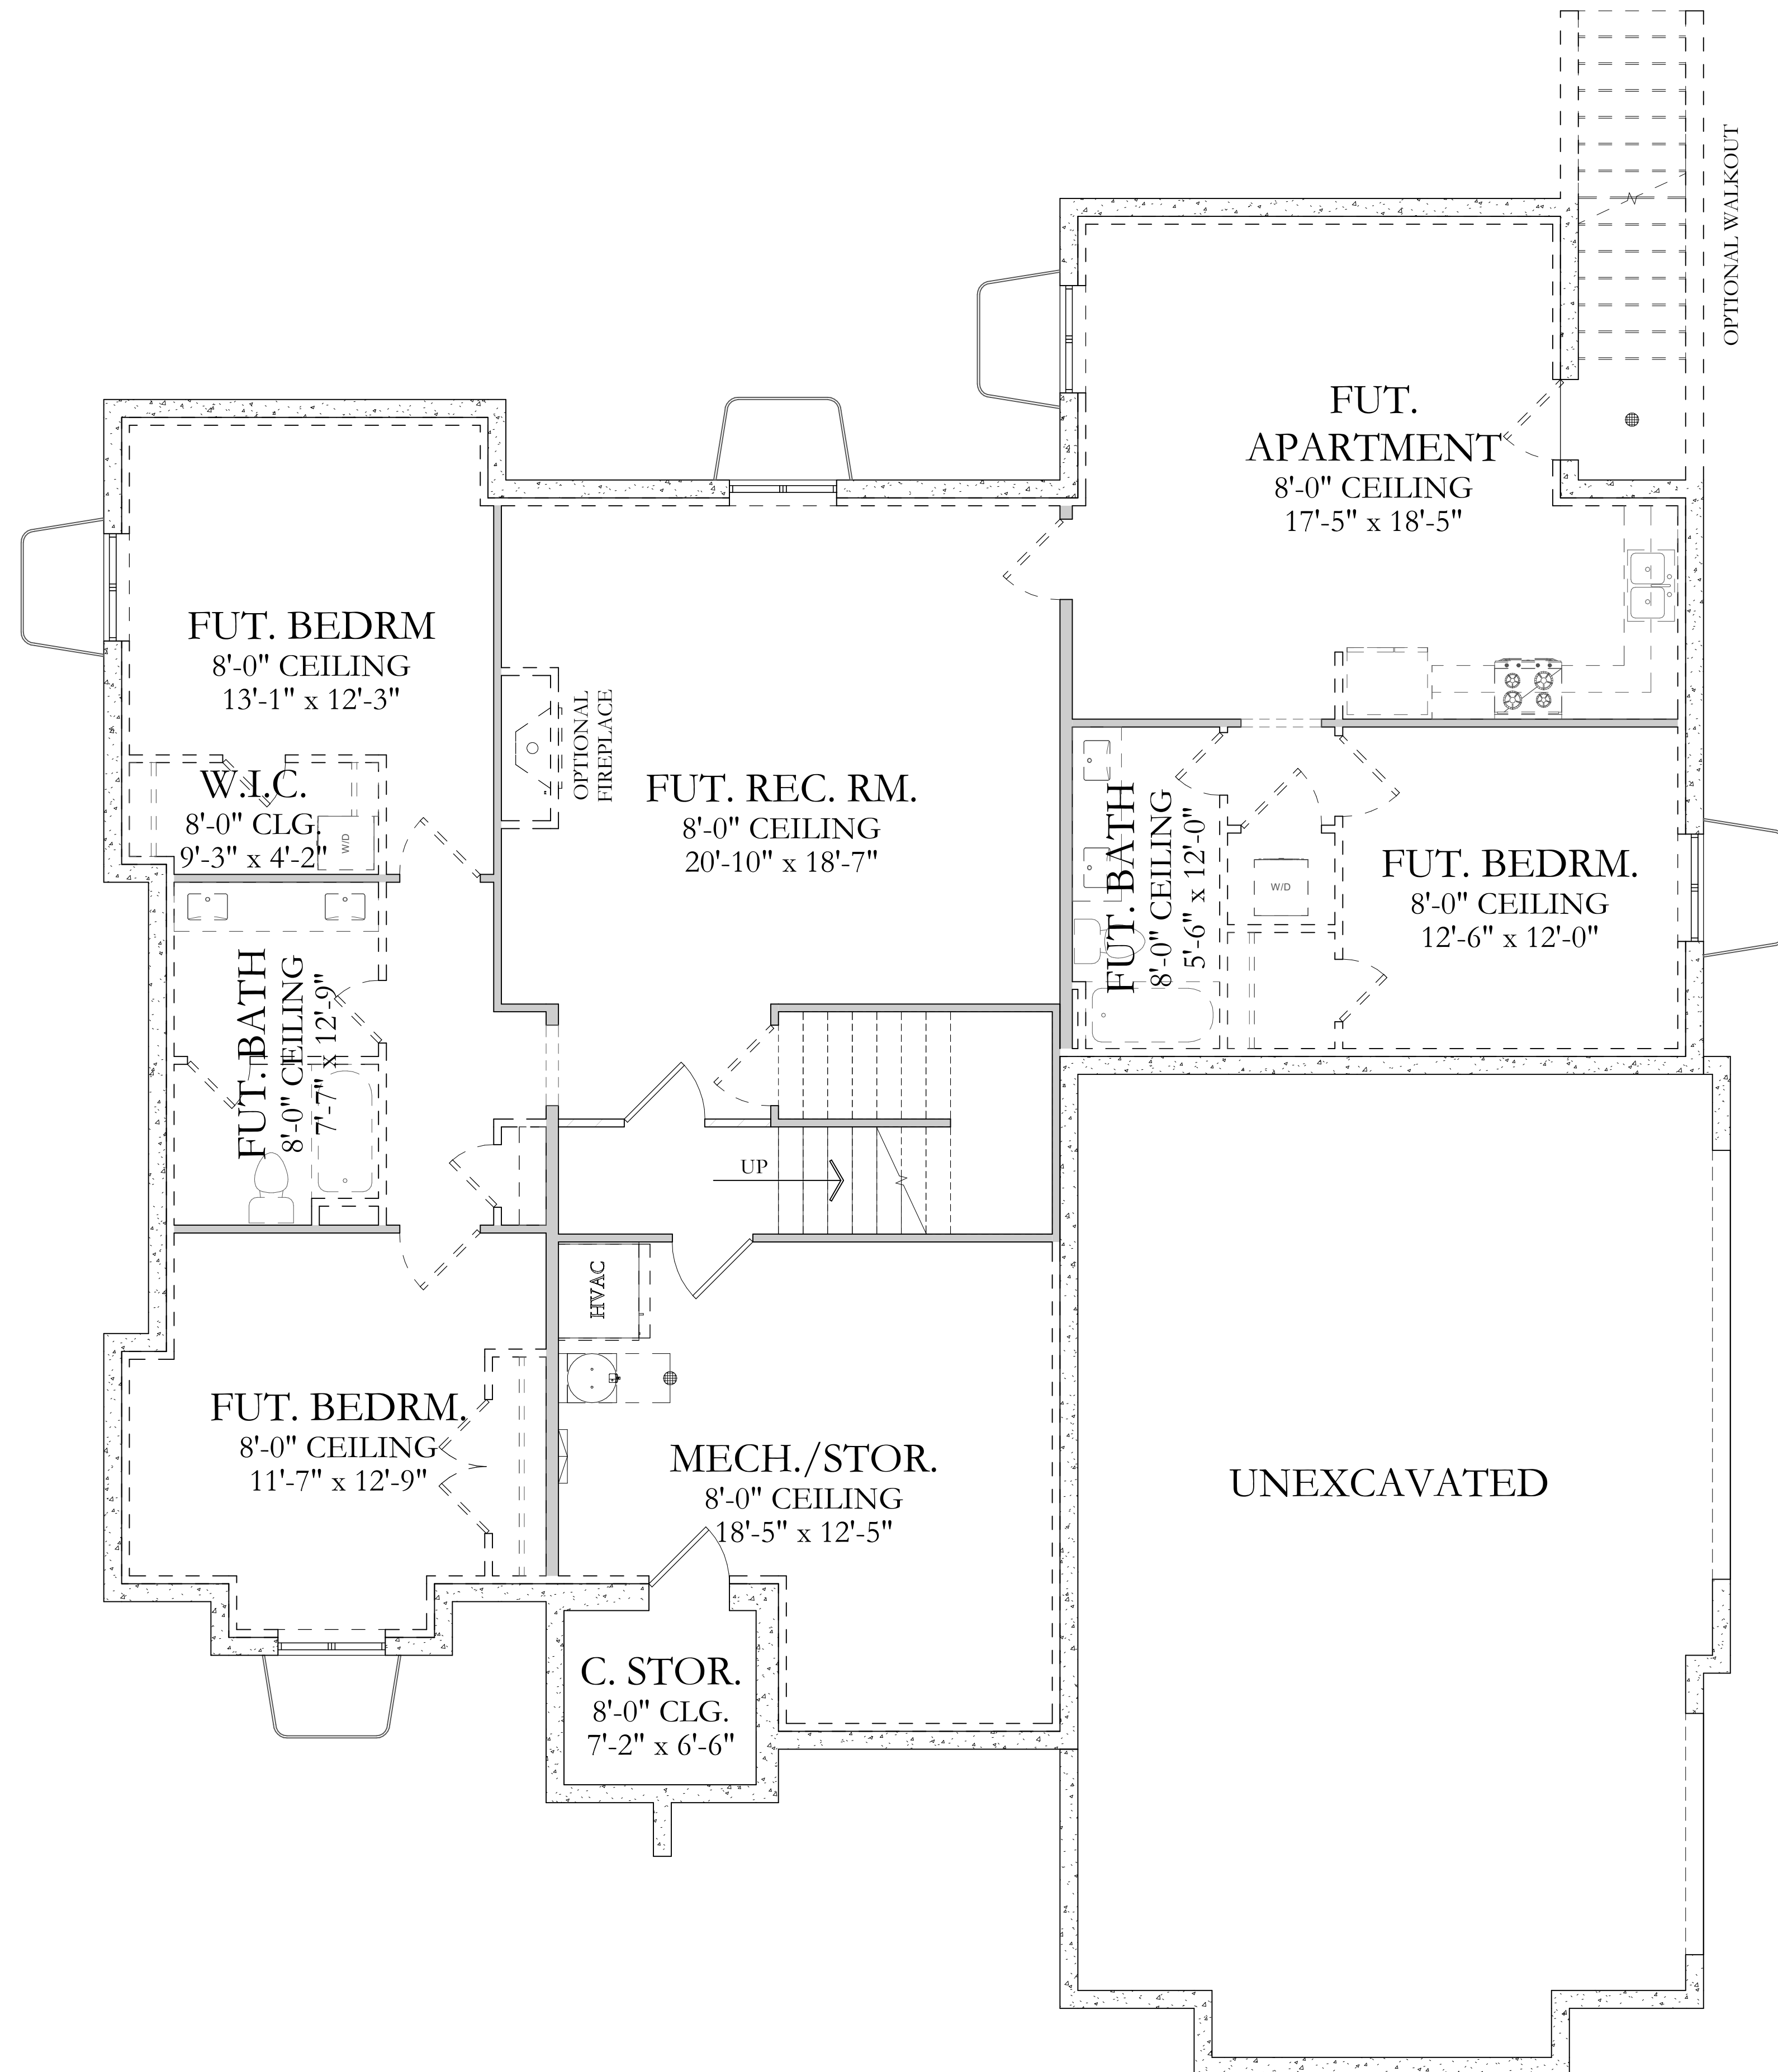 OPTIONAL WALKOUT
FUT.
APARTMENT
8'-0" CEILING
17'-5" x 18'-5"
FUT. BEDRM
8'-0" CEILING
13'-1" x 12'-3"
W.I.C.
8'-0" CLG.
9'-3" x 4'-2"
W/D
OPTIONAL
FIREPLACE
FUT. REC. RM.
8'-0" CEILING
20'-10" x 18'-7"
FUT. BATH
8'-0" CEILING
5'-6" x 12'-0"
W/D
FUT. BEDRM.
8'-0" CEILING
12'-6" x 12'-0"
FUT. BATH
8'-0" CEILING
7'-7" x 12'-9"
UP
HVAC
FUT. BEDRM.
8'-0" CEILING
11'-7" x 12'-9"
MECH./STOR.
8'-0" CEILING
18'-5" x 12'-5"
UNEXCAVATED
C. STOR.
8'-0" CLG.
7'-2" x 6'-6"